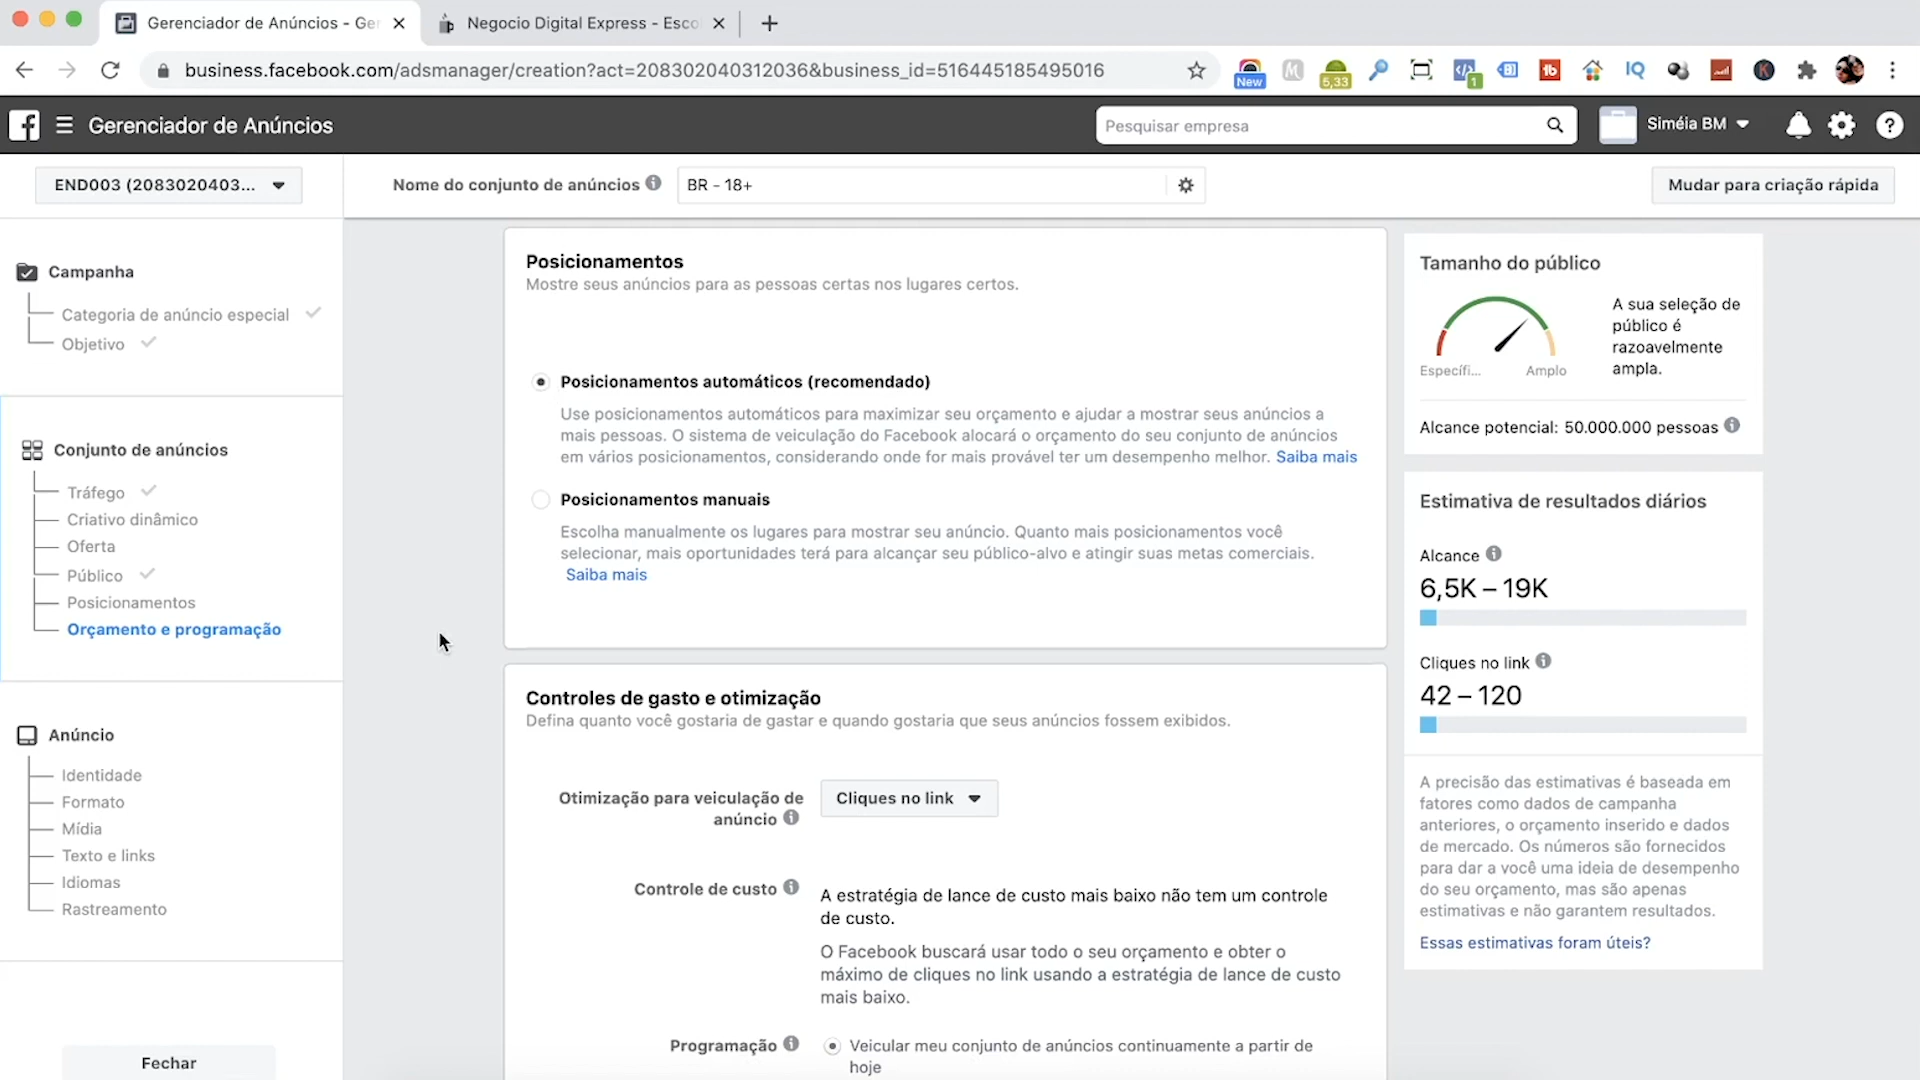 Gerenciador de Anúncios - Ger
Negocio Digital Express - Esco
business.facebook.com/adsmanager/creation?act=208302040312036&business_id=516445185495016
New
5,33
1
Gerenciador de Anúncios
Pesquisar empresa
Siméia BM
END003 (2083020403...
Nome do conjunto de anúncios
BR - 18+
Mudar para criação rápida
Campanha
Categoria de anúncio especial
Objetivo
Conjunto de anúncios
Tráfego
Criativo dinâmico
Oferta
Público
Posicionamentos
Orçamento e programação
Anúncio
Identidade
Formato
Mídia
Texto e links
Idiomas
Rastreamento
Fechar
Posicionamentos
Mostre seus anúncios para as pessoas certas nos lugares certos.
Posicionamentos automáticos (recomendado)
Use posicionamentos automáticos para maximizar seu orçamento e ajudar a mostrar seus anúncios a
mais pessoas. O sistema de veiculação do Facebook alocará o orçamento do seu conjunto de anúncios
em vários posicionamentos, considerando onde for mais provável ter um desempenho melhor. Saiba mais
Posicionamentos manuais
Escolha manualmente os lugares para mostrar seu anúncio. Quanto mais posicionamentos você
selecionar, mais oportunidades terá para alcançar seu público-alvo e atingir suas metas comerciais.
Saiba mais
Controles de gasto e otimização
Defina quanto você gostaria de gastar e quando gostaria que seus anúncios fossem exibidos.
Otimização para veiculação de
anúncio
Cliques no link
Controle de custo
A estratégia de lance de custo mais baixo não tem um controle
de custo.
O Facebook buscará usar todo o seu orçamento e obter o
máximo de cliques no link usando a estratégia de lance de custo
mais baixo.
Programação
Veicular meu conjunto de anúncios continuamente a partir de
hoje
Tamanho do público
Específi...
Amplo
A sua seleção de
público é
razoavelmente
ampla.
Alcance potencial: 50.000.000 pessoas
Estimativa de resultados diários
Alcance
6,5K – 19K
Cliques no link
42 – 120
A precisão das estimativas é baseada em
fatores como dados de campanha
anteriores, o orçamento inserido e dados
de mercado. Os números são fornecidos
para dar a você uma ideia de desempenho
do seu orçamento, mas são apenas
estimativas e não garantem resultados.
Essas estimativas foram úteis?